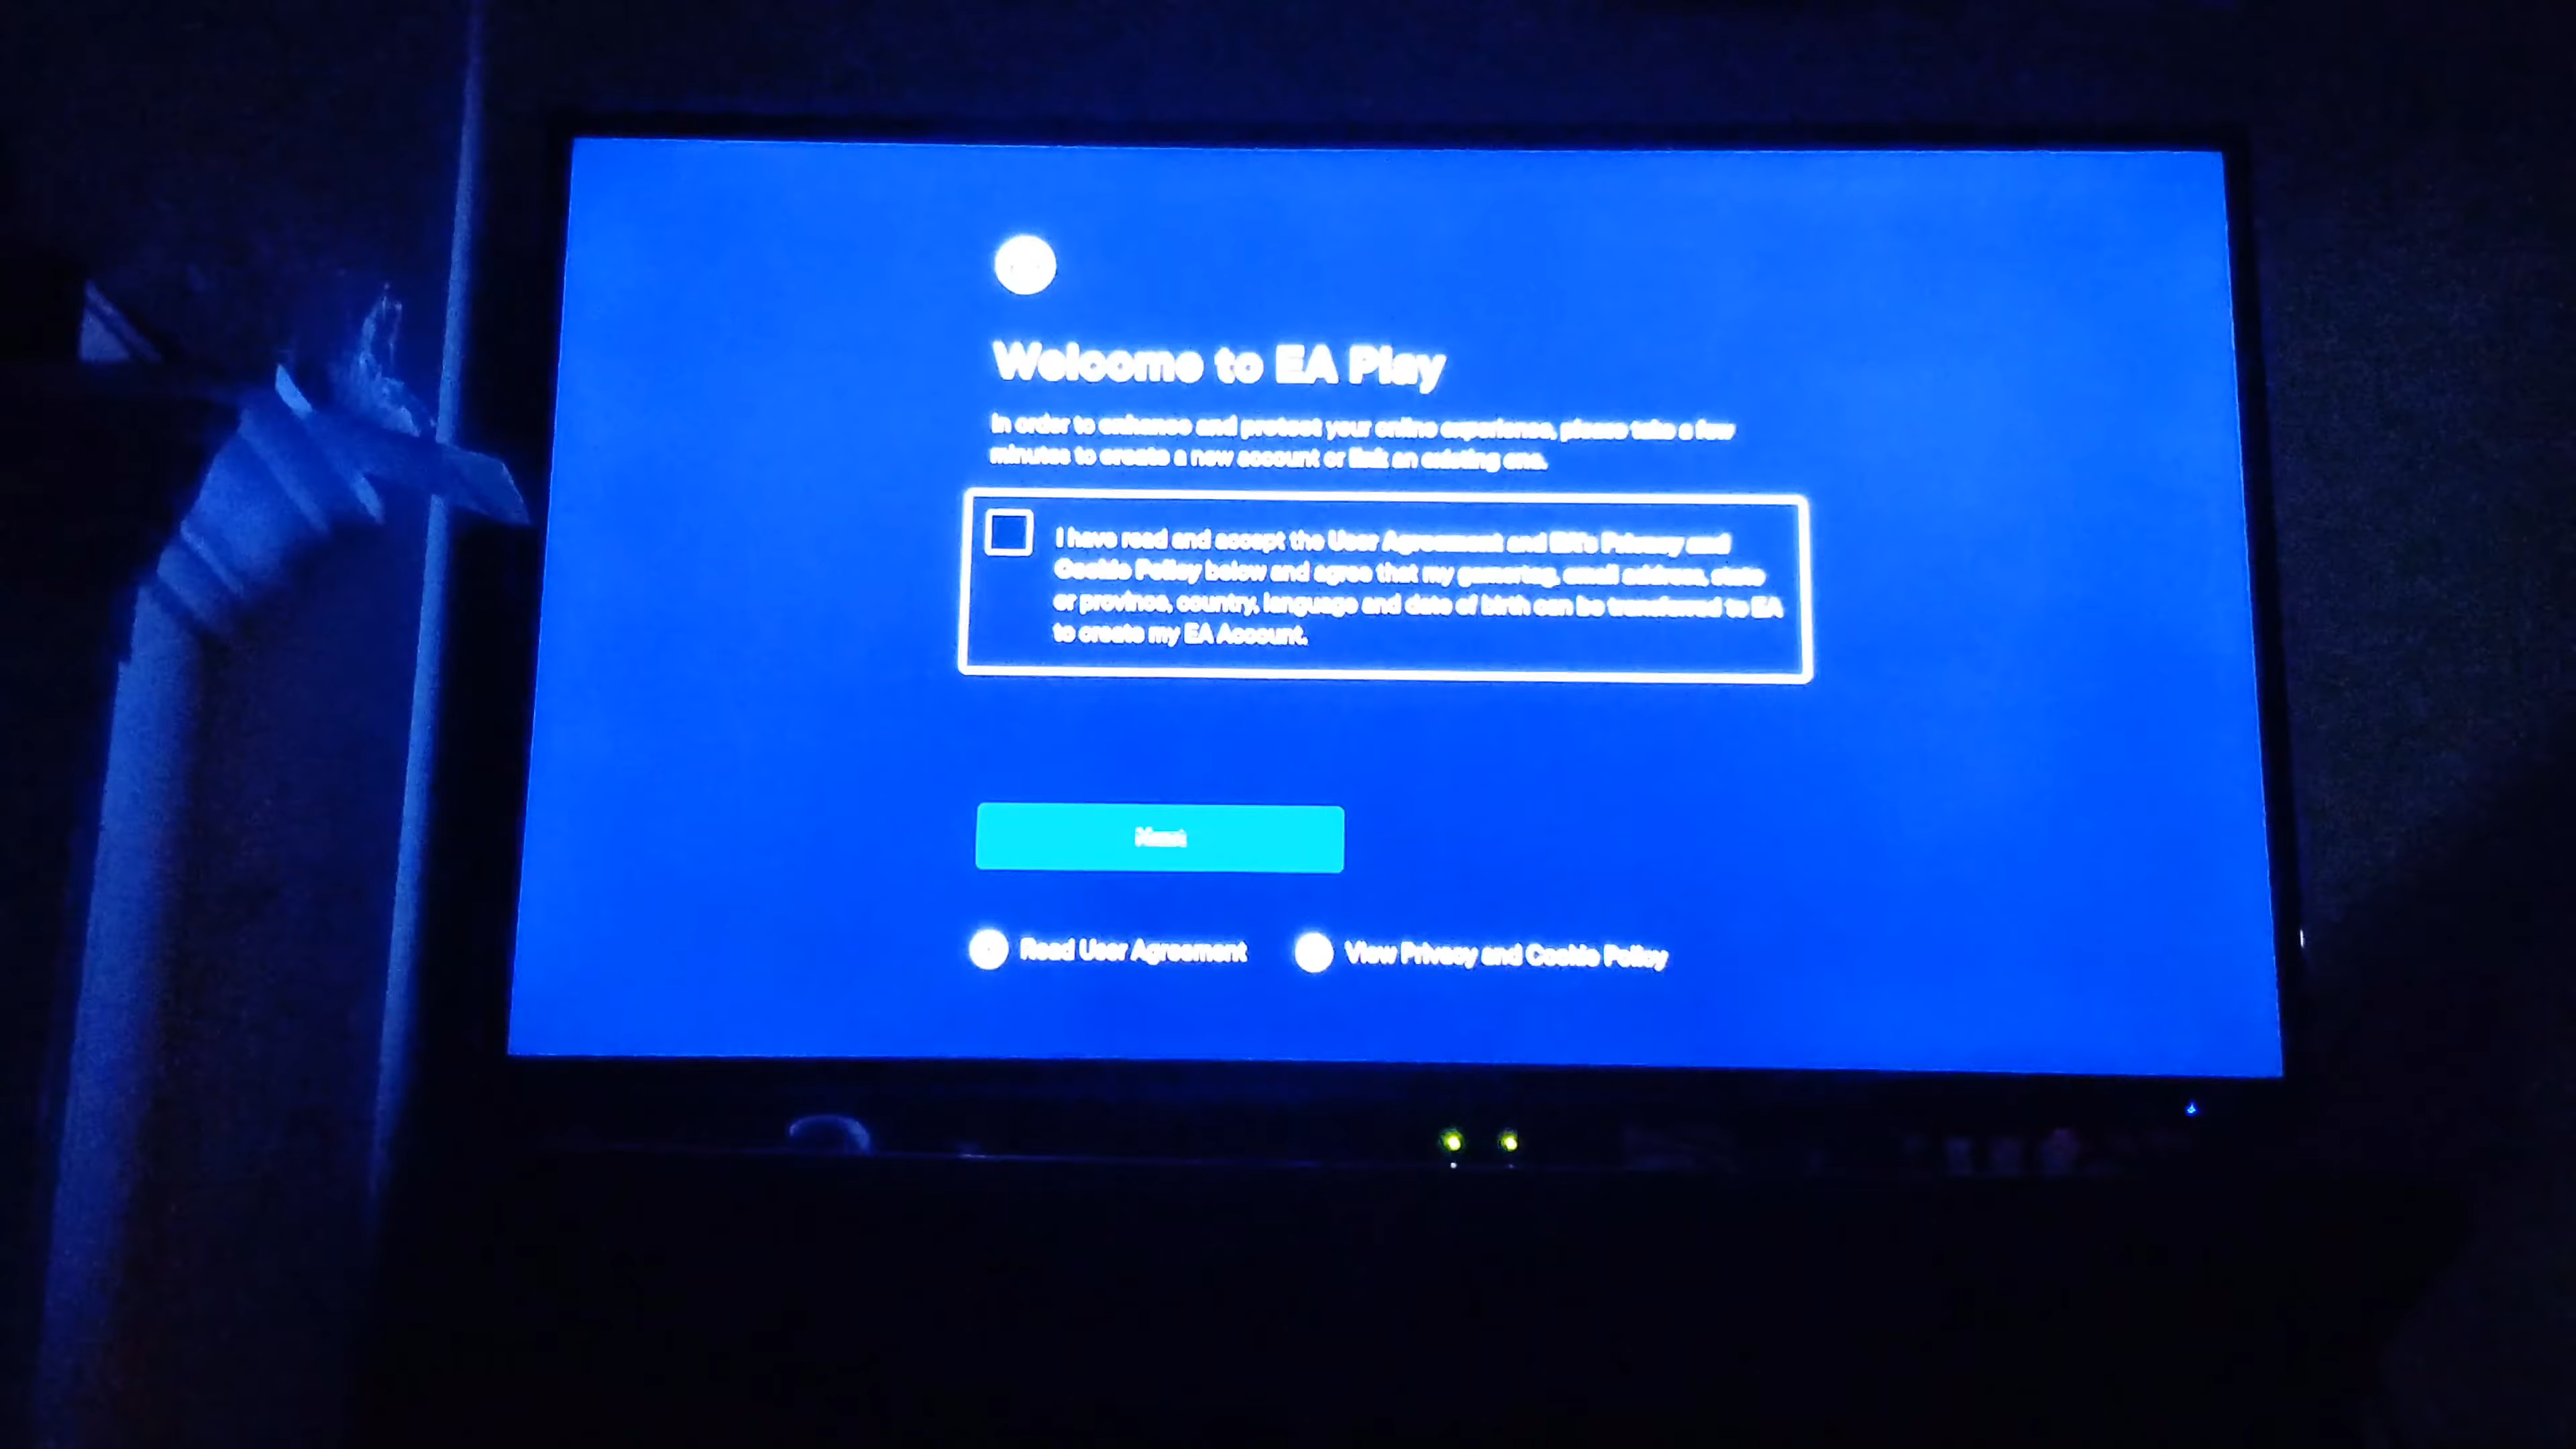 Welcome to EA Play
In order to enhance and protect your online experience, please take a few
minutes to create a new account or link an existing one.
I have read and accept the User Agreement and EA's Privacy and
Cookie Policy below and agree that my gamertag, email address, state
or province, country, language and date of birth can be transferred to EA
to create my EA Account.
Next
Read User Agreement View Privacy and Cookie Policy